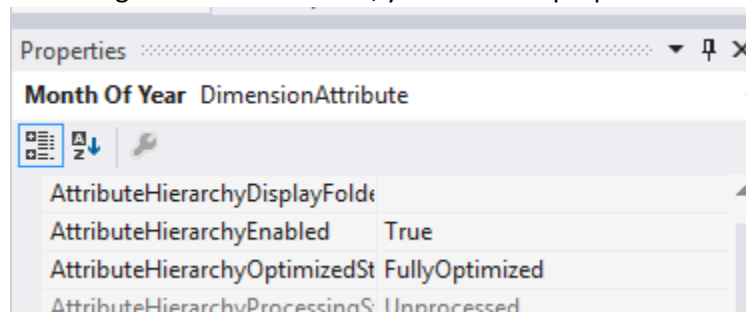 Properties
Month Of Year DimensionAttribute
AttributeHierarchyDisplayFolde
AttributeHierarchyEnabled True
AttributeHierarchyOptimizedSt FullyOptimized
AttributeHierarchyProcessingS Unprocessed